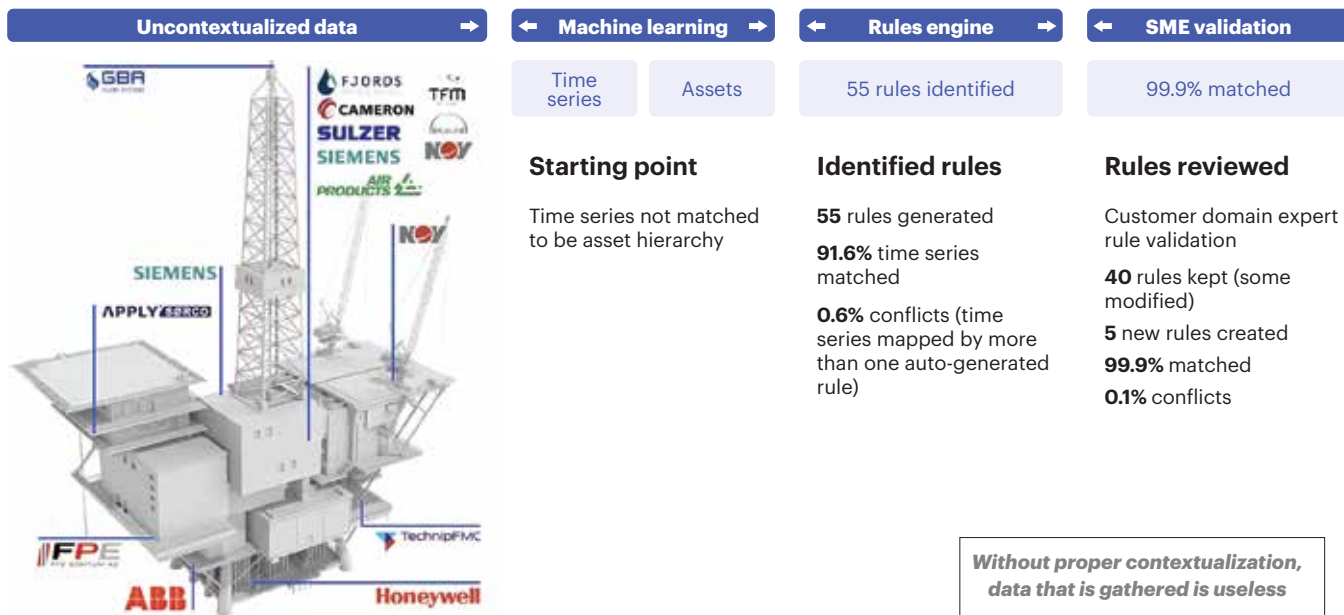 Uncontextualized data
Machine learning
Rules engine
SME validation
GBA
FJORDS
CAMERON
SULZER
SIEMENS
AIR
PRODUCTS
TFM
NOV
NOV
SIEMENS
APPLY SØRCO
FPE
ABB
TechnipFMC
Honeywell
Time
series
Assets
Starting point
Time series not matched
to be asset hierarchy
55 rules identified
Identified rules
55 rules generated
91.6% time series
matched
0.6% conflicts (time
series mapped by more
than one auto-generated
rule)
99.9% matched
Rules reviewed
Customer domain expert
rule validation
40 rules kept (some
modified)
5 new rules created
99.9% matched
0.1% conflicts
Without proper contextualization,
data that is gathered is useless